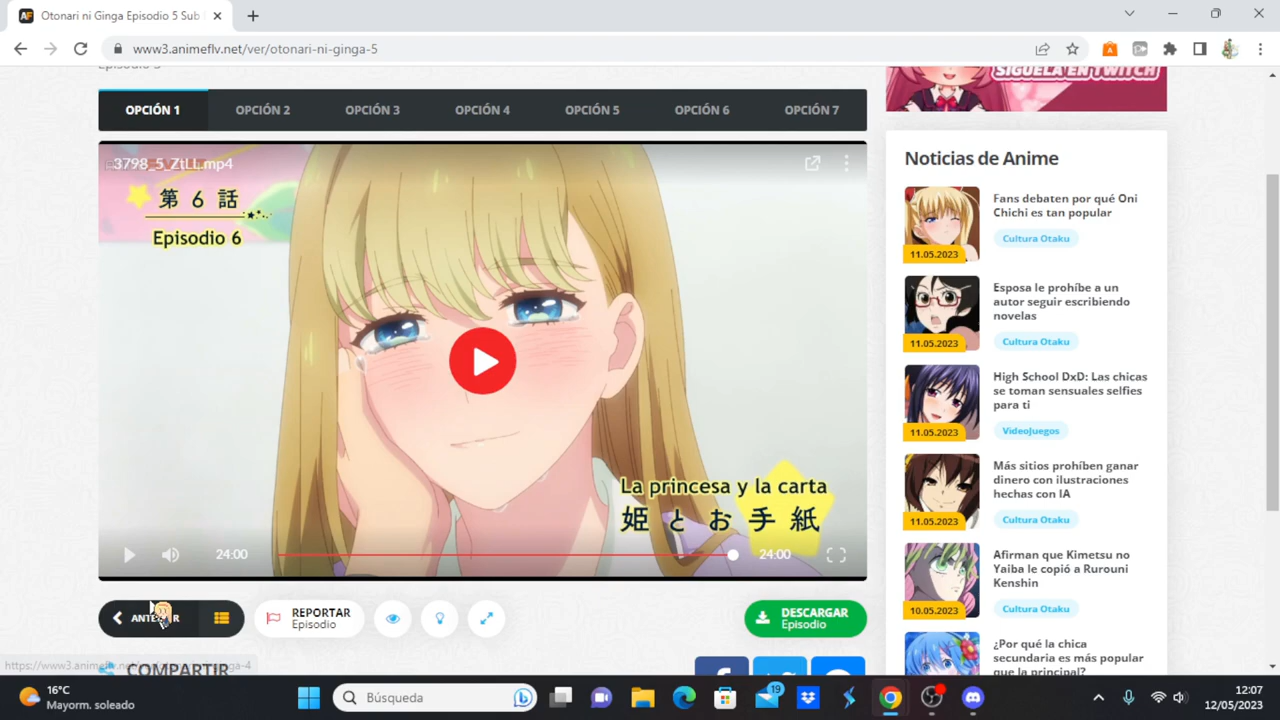 Otonari ni Ginga Episodio 5 Sub
www3.animeflv.net/ver/otonari-ni-ginga-5
Episodio 5
SIGUELA EN TWITCH
OPCIÓN 1
OPCIÓN 2
OPCIÓN 3
OPCIÓN 4
OPCIÓN 5
OPCIÓN 6
OPCIÓN 7
3798_5_ZtLL.mp4
第6話
Episodio 6
La princesa y la carta
姫とお手紙
24:00
24:00
REPORTAR
Episodio
DESCARGAR
Episodio
COMPARTIR
Noticias de Anime
Fans debaten por qué Oni
Chichi es tan popular
Cultura Otaku
11.05.2023
Esposa le prohíbe a un
autor seguir escribiendo
novelas
Cultura Otaku
11.05.2023
High School DxD: Las chicas
se toman sensuales selfies
para ti
VideoJuegos
11.05.2023
Más sitios prohíben ganar
dinero con ilustraciones
hechas con IA
Cultura Otaku
11.05.2023
Afirman que Kimetsu no
Yaiba le copió a Rurouni
Kenshin
Cultura Otaku
10.05.2023
¿Por qué la chica
secundaria es más popular
que la principal?
16°C
Mayorm. soleado
Búsqueda
19
12:07
12/05/2023